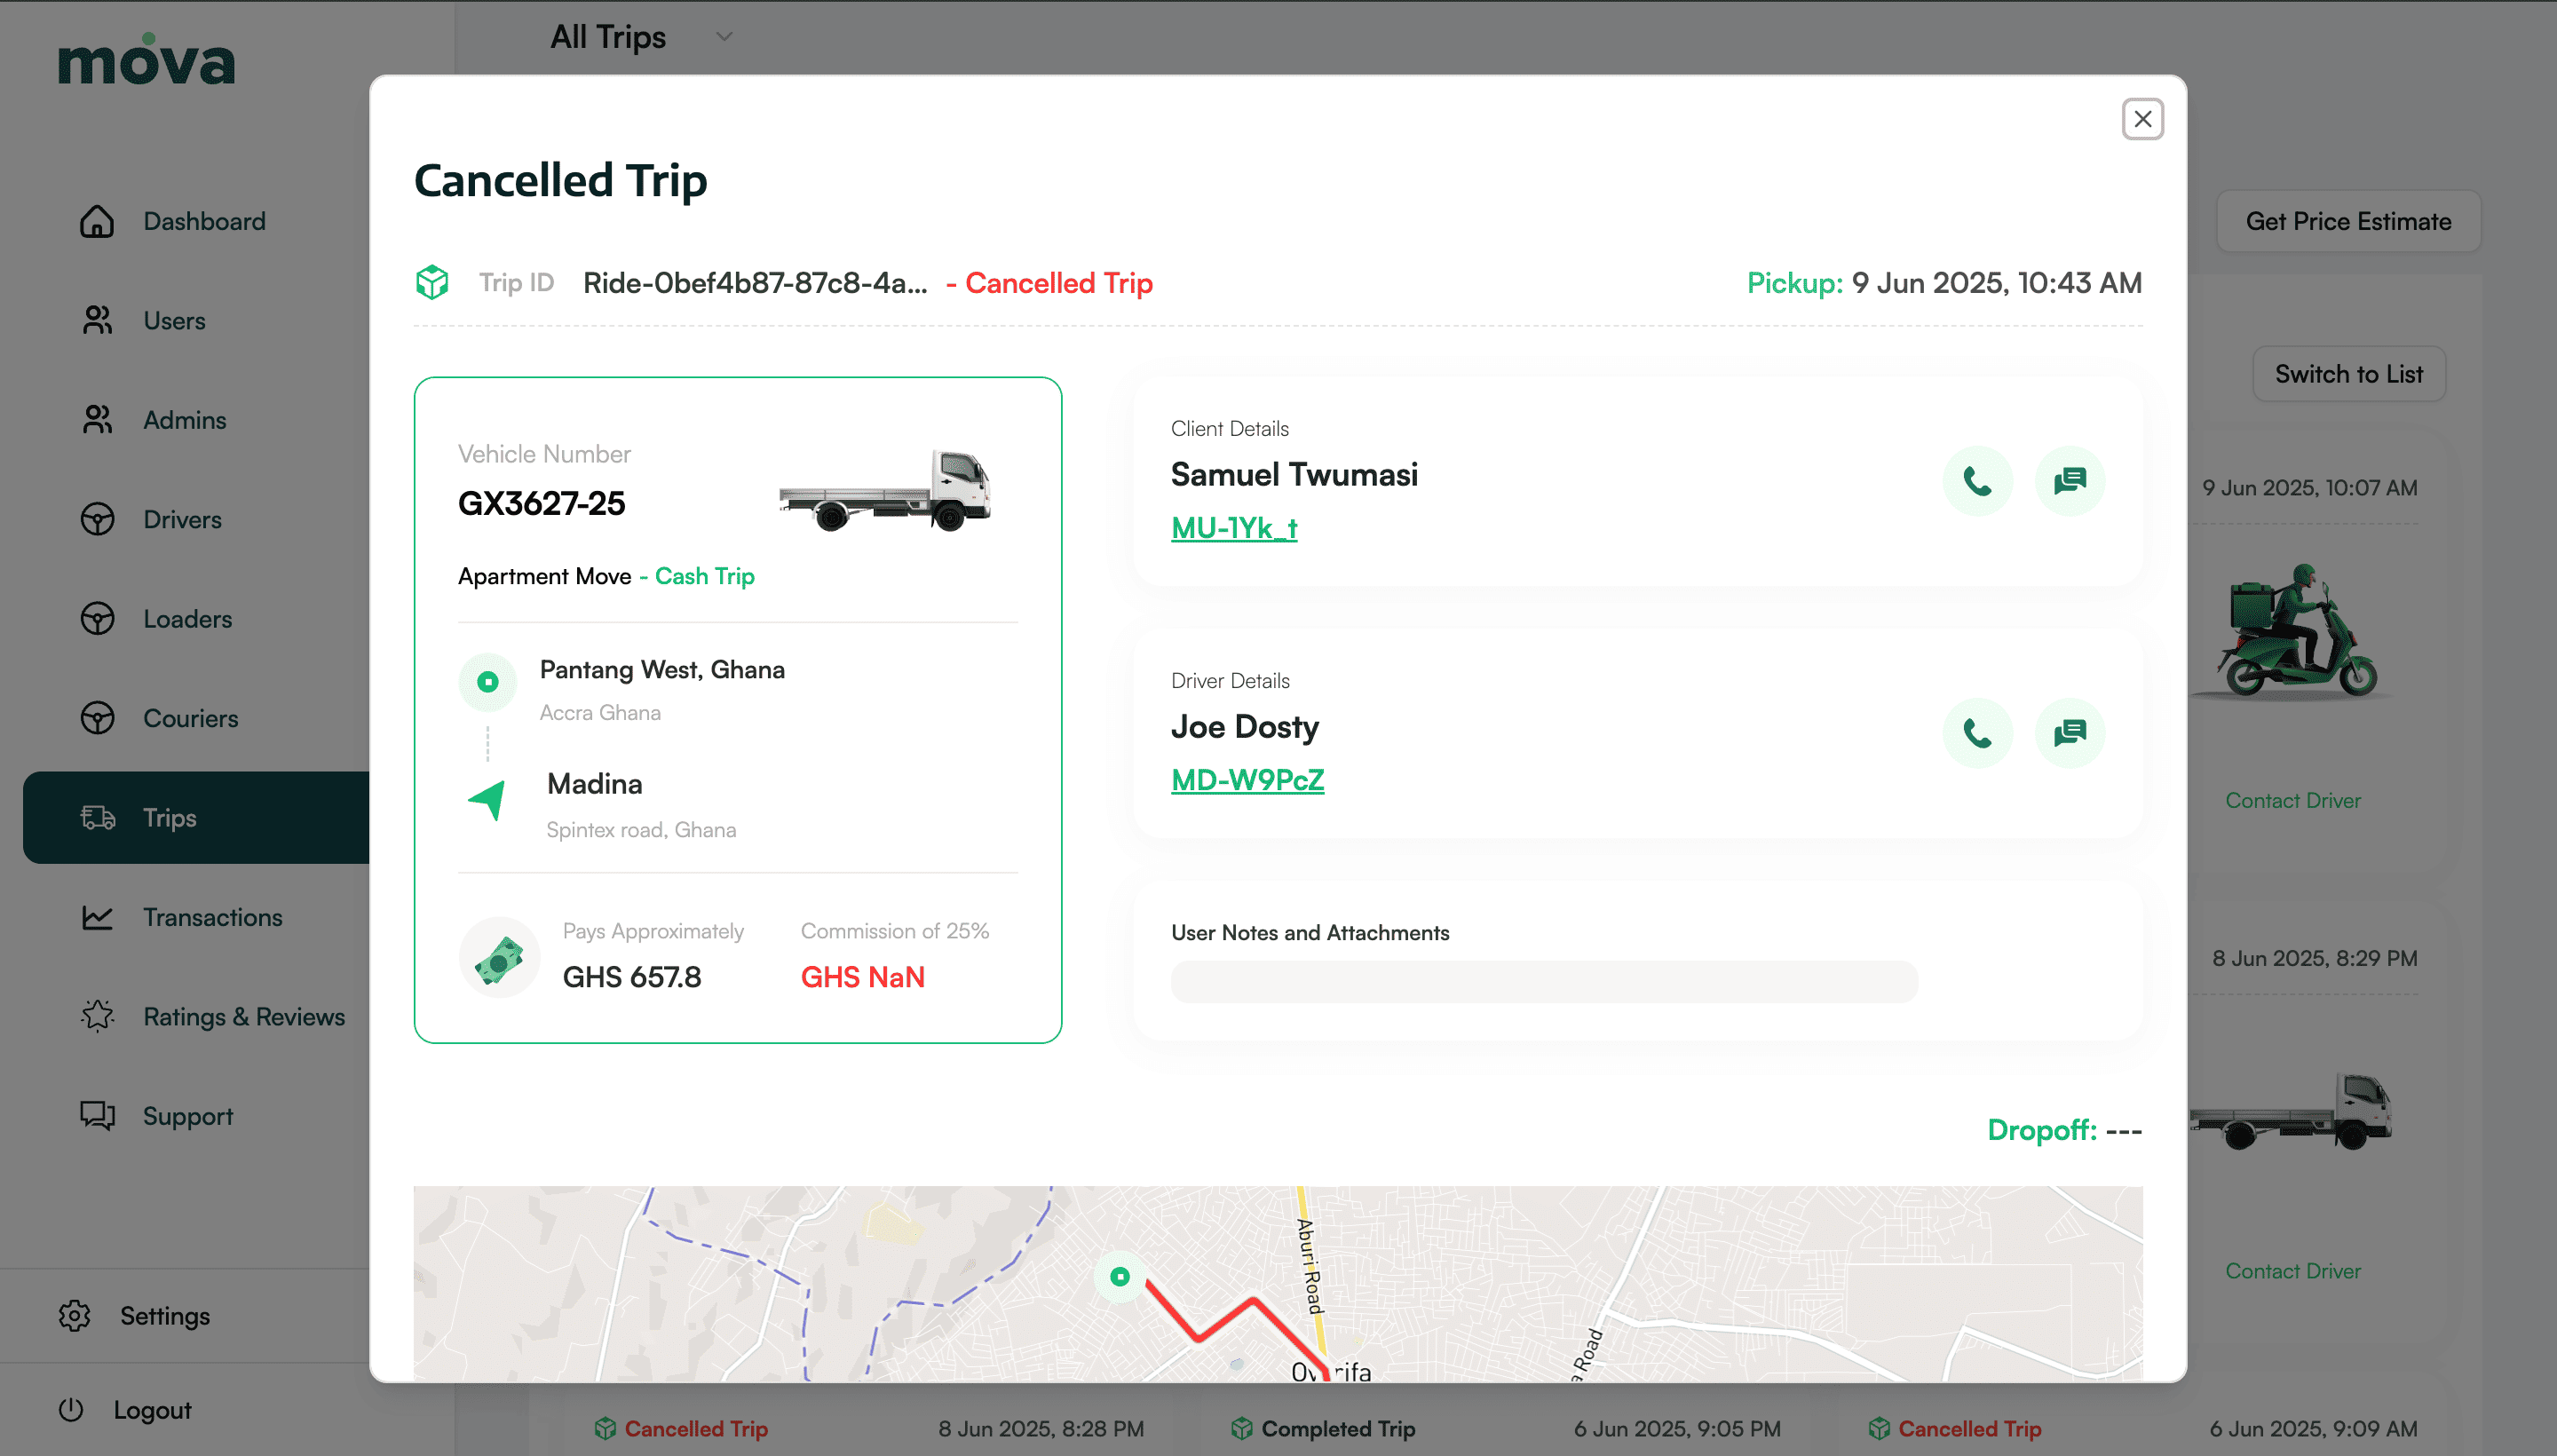 mova
All Trips
Dashboard
Users
Admins
Drivers
Loaders
Couriers
Trips
Transactions
Ratings & Reviews
Support
Settings
Logout
Get Price Estimate
Switch to List
Cancelled Trip
Trip ID Ride-0bef4b87-87c8-4a... - Cancelled Trip
Pickup: 9 Jun 2025, 10:43 AM
Vehicle Number
GX3627-25
Apartment Move - Cash Trip
Pantang West, Ghana
Accra Ghana
Madina
Spintex road, Ghana
Pays Approximately
GHS 657.8
Commission of 25%
GHS NaN
Client Details
Samuel Twumasi
MU-1Yk_t
Driver Details
Joe Dosty
MD-W9PcZ
User Notes and Attachments
Dropoff: ---
Aburi Road
a Road
9 Jun 2025, 10:07 AM
Contact Driver
8 Jun 2025, 8:29 PM
Contact Driver
Cancelled Trip 8 Jun 2025, 8:28 PM
Completed Trip 6 Jun 2025, 9:05 PM
Cancelled Trip 6 Jun 2025, 9:09 AM